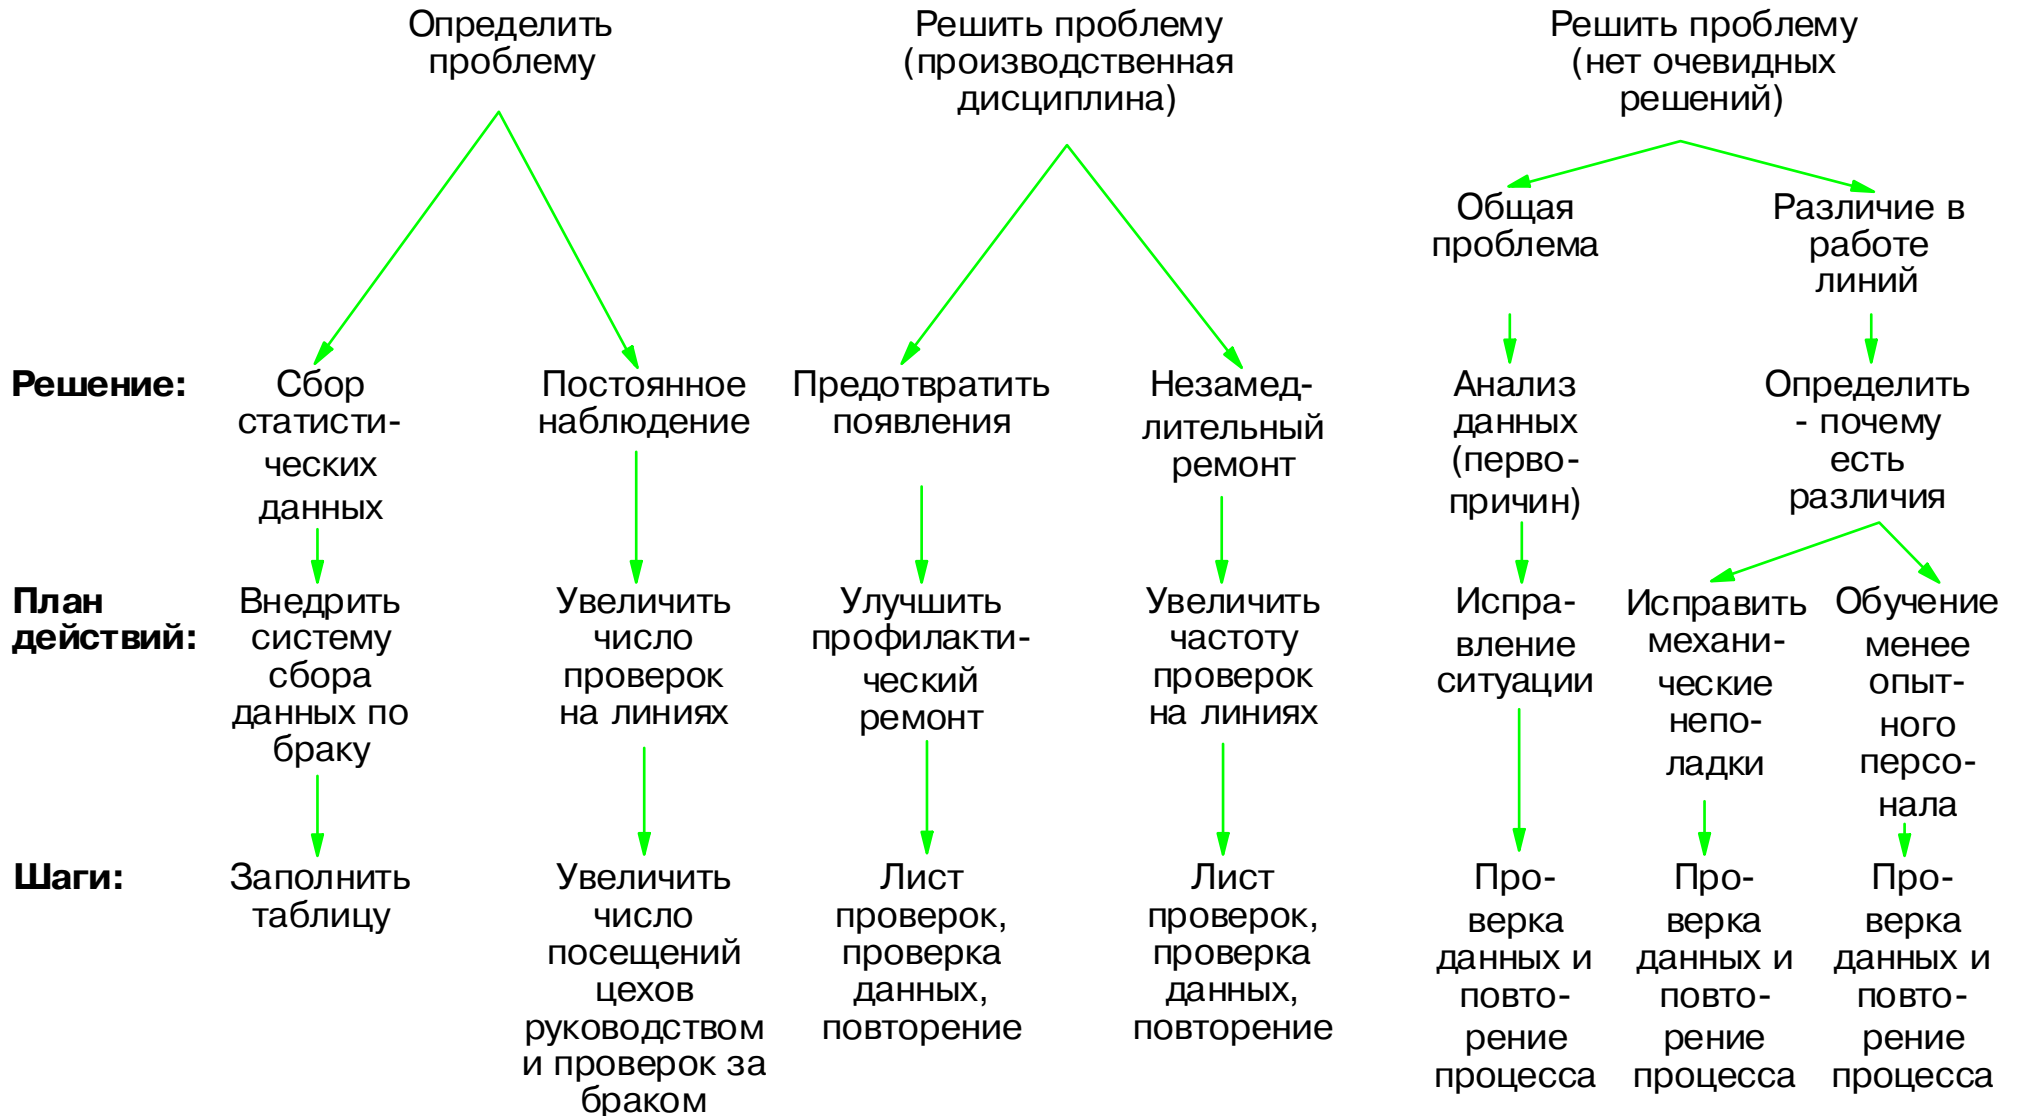 Определить
проблему
Решить проблему
(производственная
дисциплина)
Решить проблему
(нет очевидных
решений)
Общая
проблема
Различие в
работе
линий
Решение:
Сбор
статисти-
ческих
данных
Постоянное
наблюдение
Предотвратить
появления
Незамед-
лительный
ремонт
Анализ
данных
(перво-
причин)
Определить
- почему
есть
различия
План
действий:
Внедрить
систему
сбора
данных по
браку
Увеличить
число
проверок
на линиях
Улучшить
профилакти-
ческий
ремонт
Увеличить
частоту
проверок
на линиях
Испра-
вление
ситуации
Исправить
механи-
ческие
непо-
ладки
Обучение
менее
опыт-
ного
персо-
нала
Шаги:
Заполнить
таблицу
Увеличить
число
посещений
цехов
руководством
и проверок за
браком
Лист
проверок,
проверка
данных,
повторение
Лист
проверок,
проверка
данных,
повторение
Про-
верка
данных и
повто-
рение
процесса
Про-
верка
данных и
повто-
рение
процесса
Про-
верка
данных и
повто-
рение
процесса